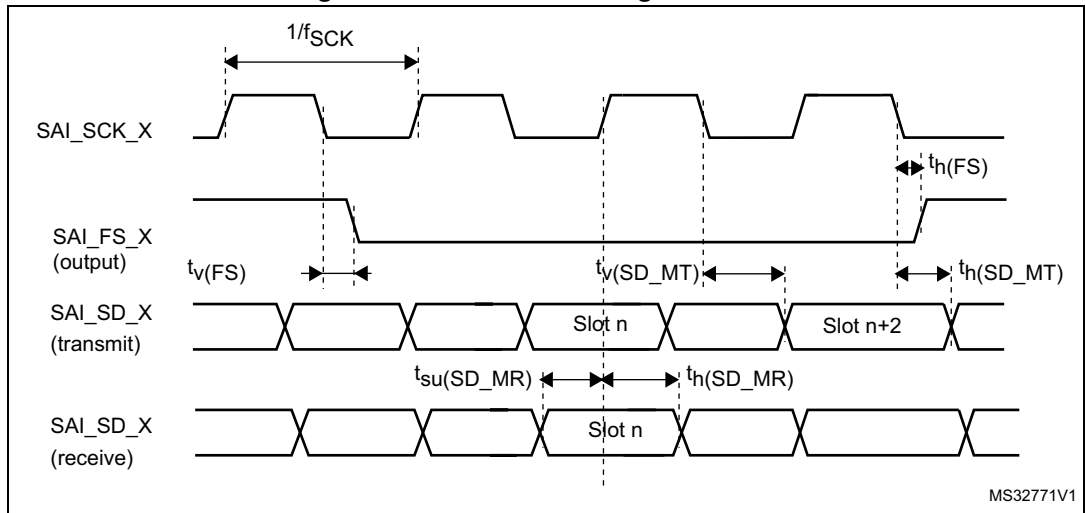 1/fSCK
SAI_SCK_X
th(FS)
SAI_FS_X
(output)
tv(FS)
tv(SD_MT)
th(SD_MT)
SAI_SD_X
(transmit)
Slot n
Slot n+2
tsu(SD_MR)
th(SD_MR)
SAI_SD_X
(receive)
Slot n
MS32771V1